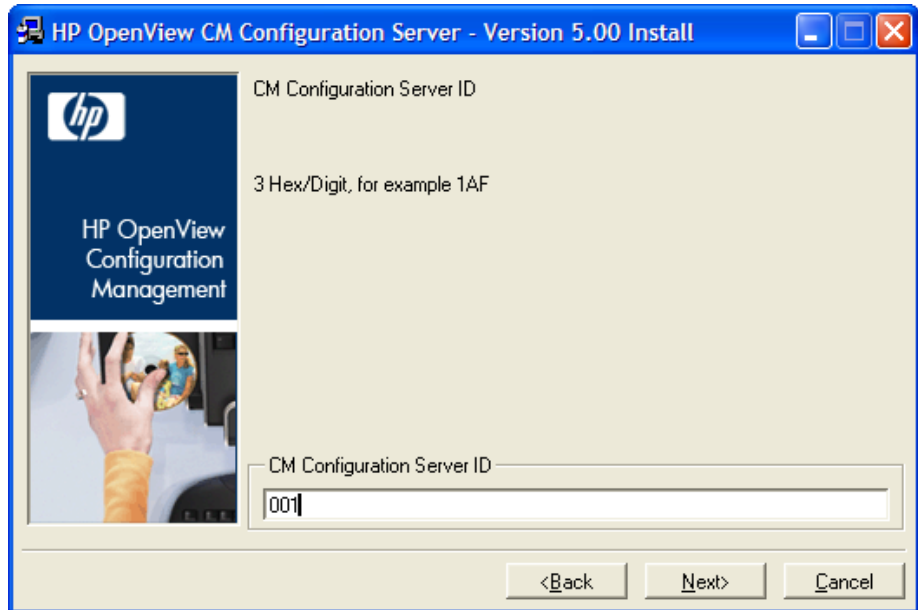 HP OpenView CM Configuration Server - Version 5.00 Install
hp
HP OpenView
Configuration
Management
CM Configuration Server ID
3 Hex/Digit, for example 1AF
CM Configuration Server ID
001
<Back
Next>
Cancel